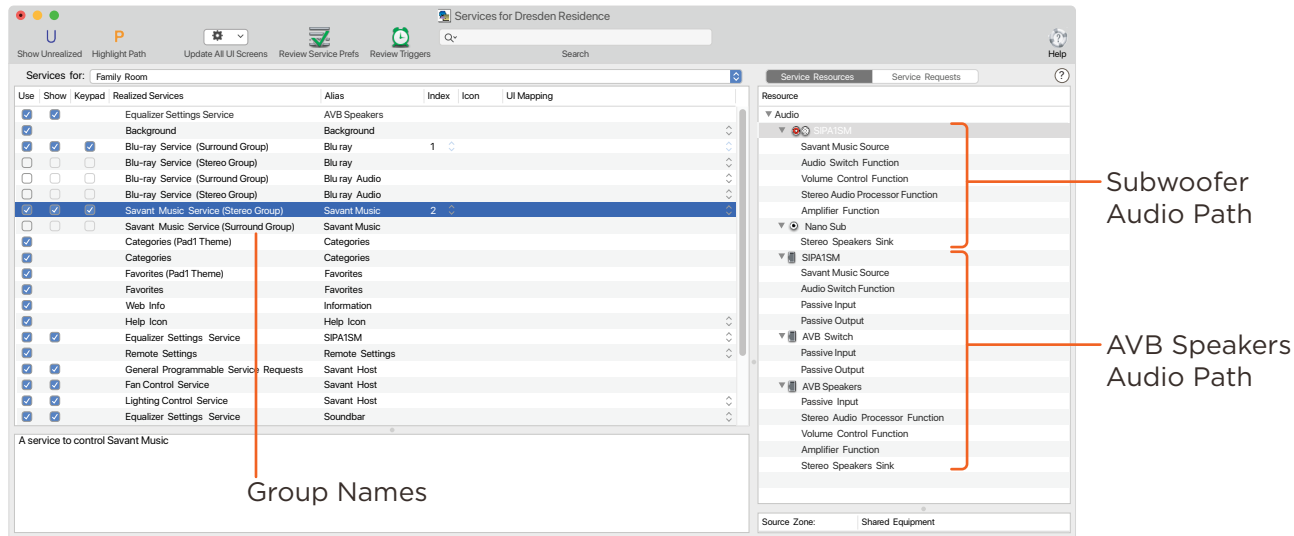 Services for Dresden Residence
U
P
Show Unrealized Highlight Path Update All UI Screens Review Service Prefs Review Triggers Search Help
Services for: Family Room
Service Resources Service Requests ?
Use Show Keypad Realized Services Alias Index Icon UI Mapping
Equalizer Settings Service AVB Speakers
Background Background
Blu-ray Service (Surround Group) Blu ray 1
Blu-ray Service (Stereo Group) Blu ray
Blu-ray Service (Surround Group) Blu ray Audio
Blu-ray Service (Stereo Group) Blu ray Audio
Savant Music Service (Stereo Group) Savant Music 2
Savant Music Service (Surround Group) Savant Music
Categories (Pad1 Theme) Categories
Categories Categories
Favorites (Pad1 Theme) Favorites
Favorites Favorites
Web Info Information
Help Icon Help Icon
Equalizer Settings Service SIPA1SM
Remote Settings Remote Settings
General Programmable Service Requests Savant Host
Fan Control Service Savant Host
Lighting Control Service Savant Host
Equalizer Settings Service Soundbar
A service to control Savant Music
Group Names
Resource
Audio
SIPA1SM
Savant Music Source
Audio Switch Function
Volume Control Function
Stereo Audio Processor Function
Amplifier Function
Nano Sub
Stereo Speakers Sink
SIPA1SM
Savant Music Source
Audio Switch Function
Passive Input
Passive Output
AVB Switch
Passive Input
Passive Output
AVB Speakers
Passive Input
Stereo Audio Processor Function
Volume Control Function
Amplifier Function
Stereo Speakers Sink
Source Zone: Shared Equipment
Subwoofer
Audio Path
AVB Speakers
Audio Path